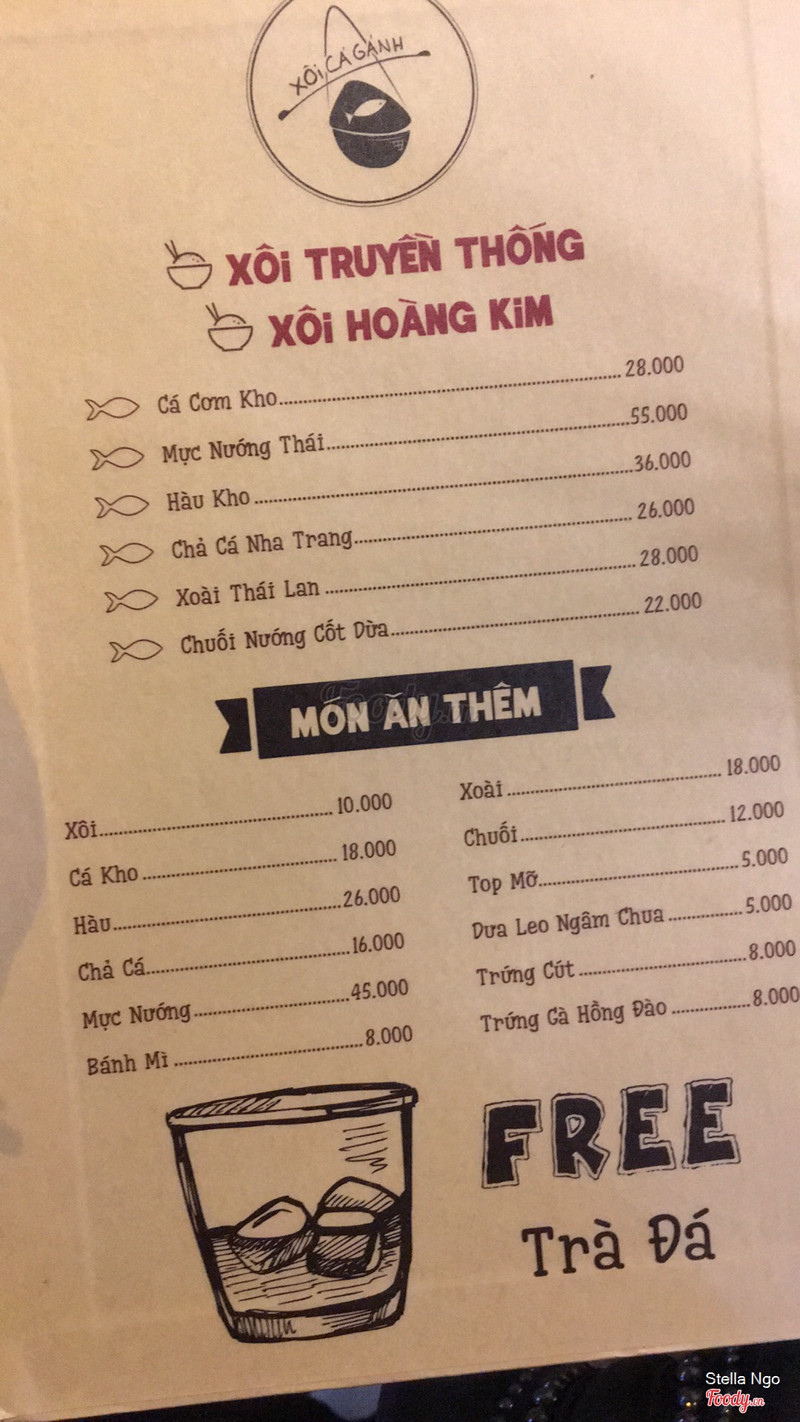 XÔI CÁ GÁNH
XÔI TRUYỀN THỐNG
XÔI HOÀNG KIM
Cá Cơm Kho 28.000
Mực Nướng Thái 55.000
Hàu Kho 36.000
Chả Cá Nha Trang 26.000
Xoài Thái Lan 28.000
Chuối Nướng Cốt Dừa 22.000
MÓN ĂN THÊM
Xôi 10.000
Cá Kho 18.000
Hàu 26.000
Chả Cá 16.000
Mực Nướng 45.000
Bánh Mì 8.000
Xoài 18.000
Chuối 12.000
Top Mỡ 5.000
Dưa Leo Ngâm Chua 5.000
Trứng Cút 8.000
Trứng Gà Hồng Đào 8.000
FREE
Trà Đá
Stella Ngo
Foody.vn